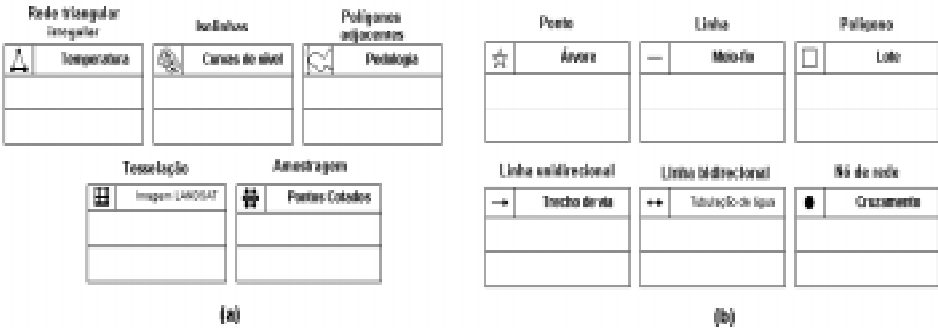 Rede triangular
irregular
Isolinhas
Polígonos
adjacentes
Temperatura
Curvas de nível
Pedologia
Tesselação
Amostragem
Imagem LANDSAT
Pontos Cotados
(a)
Ponto
Linha
Polígono
Árvore
Meio-fio
Lote
Linha unidirecional
Linha bidirecional
Nó de rede
Trecho de via
Tubulação de água
Cruzamento
(b)